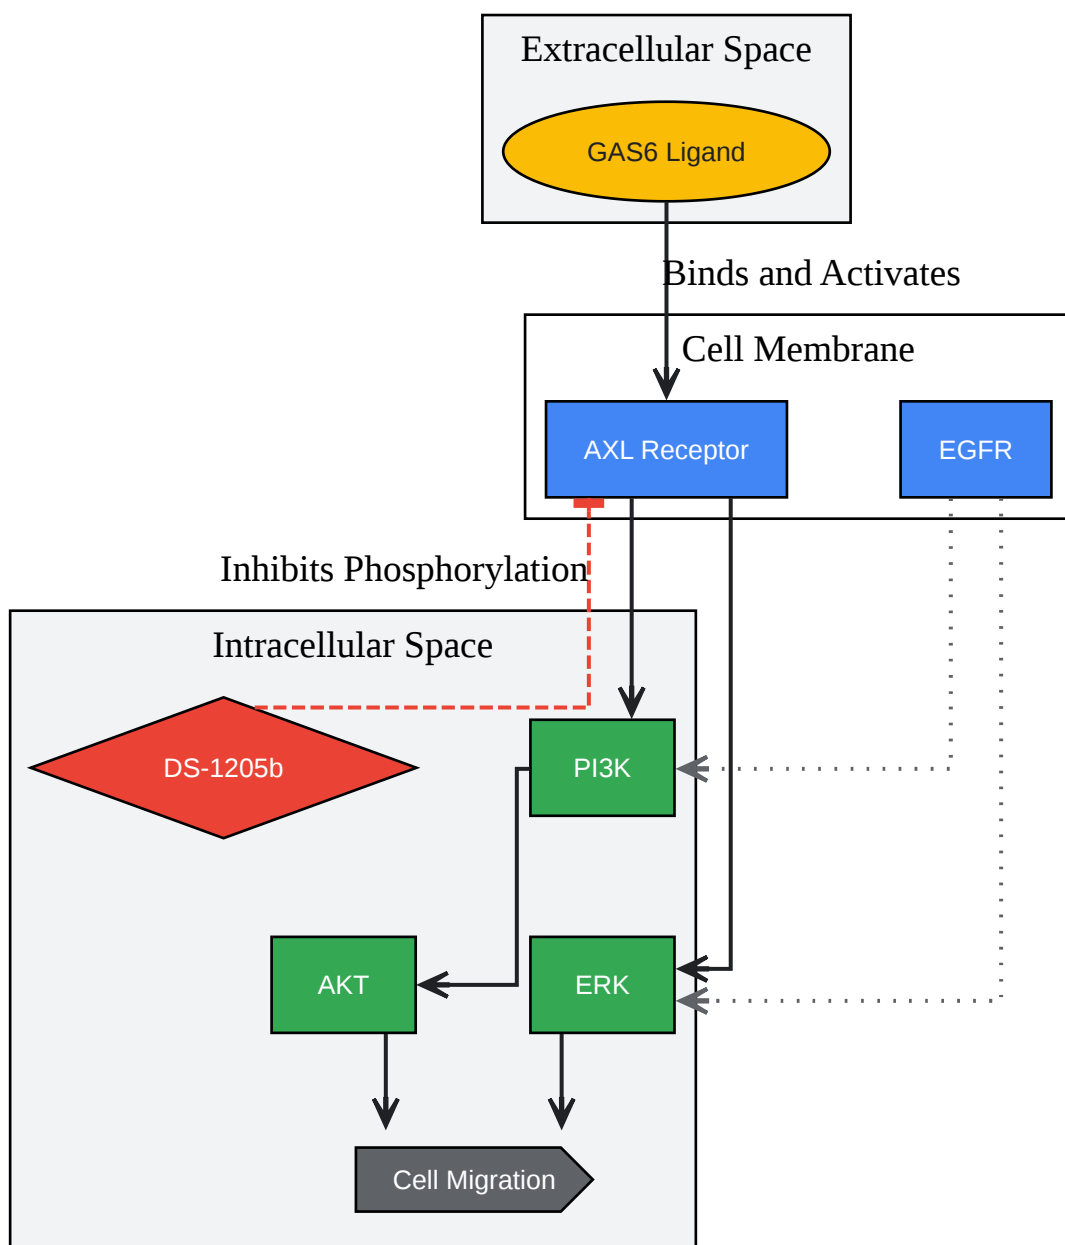 Extracellular Space
GAS6 Ligand
Binds and Activates
Cell Membrane
AXL Receptor
EGFR
Inhibits Phosphorylation
Intracellular Space
DS-1205b
PI3K
AKT
ERK
Cell Migration